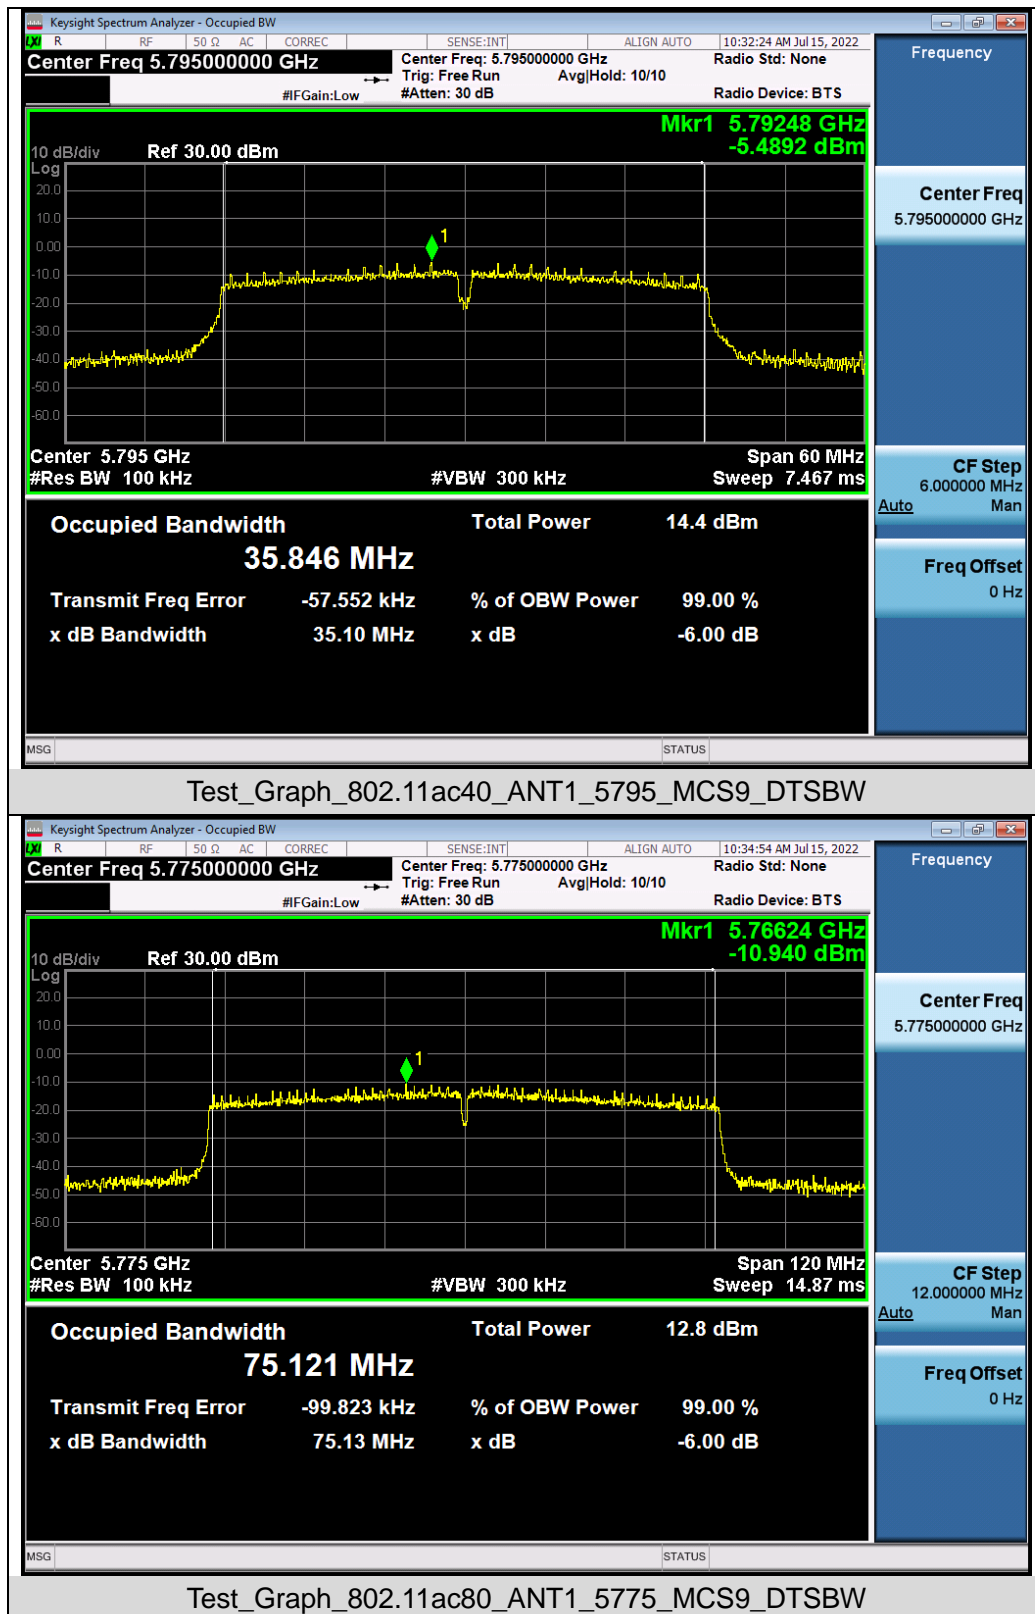 Keysight Spectrum Analyzer - Occupied BW
LXI R RF 50 Ω AC CORREC SENSE:INT ALIGN AUTO 10:32:24 AM Jul 15, 2022
Center Freq 5.795000000 GHz
Center Freq: 5.795000000 GHz
Radio Std: None
Trig: Free Run Avg|Hold: 10/10
#IFGain:Low
#Atten: 30 dB
Radio Device: BTS
Frequency
Mkr1 5.79248 GHz
-5.4892 dBm
10 dB/div Ref 30.00 dBm
Log
20.0
10.0
0.00
-10.0
-20.0
-30.0
-40.0
-50.0
-60.0
1
Center Freq
5.795000000 GHz
Center 5.795 GHz
Span 60 MHz
#Res BW 100 kHz
#VBW 300 kHz
Sweep 7.467 ms
CF Step
6.000000 MHz
Auto Man
Occupied Bandwidth
Total Power 14.4 dBm
35.846 MHz
Freq Offset
0 Hz
Transmit Freq Error -57.552 kHz
% of OBW Power 99.00 %
x dB Bandwidth 35.10 MHz
x dB -6.00 dB
MSG
STATUS
Test_Graph_802.11ac40_ANT1_5795_MCS9_DTSBW
Keysight Spectrum Analyzer - Occupied BW
LXI R RF 50 Ω AC CORREC SENSE:INT ALIGN AUTO 10:34:54 AM Jul 15, 2022
Center Freq 5.775000000 GHz
Center Freq: 5.775000000 GHz
Radio Std: None
Trig: Free Run Avg|Hold: 10/10
#IFGain:Low
#Atten: 30 dB
Radio Device: BTS
Frequency
Mkr1 5.76624 GHz
-10.940 dBm
10 dB/div Ref 30.00 dBm
Log
20.0
10.0
0.00
-10.0
-20.0
-30.0
-40.0
-50.0
-60.0
1
Center Freq
5.775000000 GHz
Center 5.775 GHz
Span 120 MHz
#Res BW 100 kHz
#VBW 300 kHz
Sweep 14.87 ms
CF Step
12.000000 MHz
Auto Man
Occupied Bandwidth
Total Power 12.8 dBm
75.121 MHz
Freq Offset
0 Hz
Transmit Freq Error -99.823 kHz
% of OBW Power 99.00 %
x dB Bandwidth 75.13 MHz
x dB -6.00 dB
MSG
STATUS
Test_Graph_802.11ac80_ANT1_5775_MCS9_DTSBW